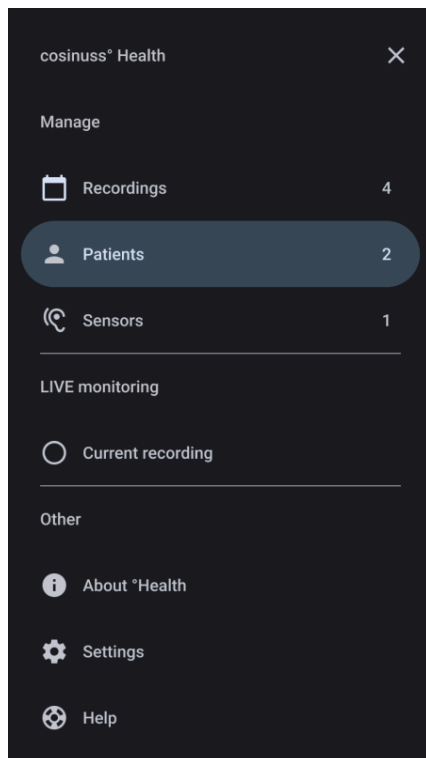 cosinuss° Health
Manage
Recordings 4
Patients 2
Sensors 1
LIVE monitoring
Current recording
Other
About °Health
Settings
Help